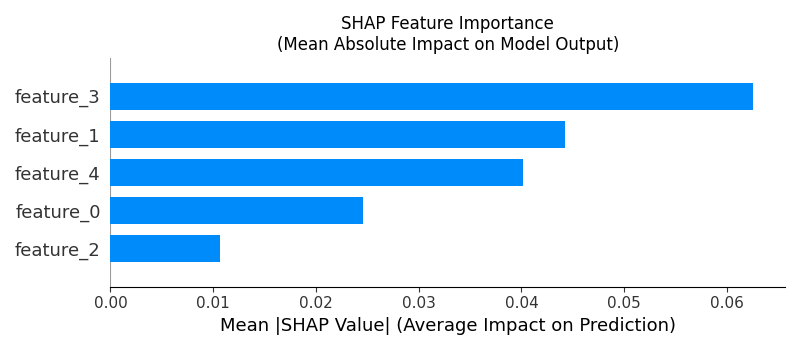 SHAP Feature Importance
(Mean Absolute Impact on Model Output)
feature_3
feature_1
feature_4
feature_0
feature_2
0.00 0.01 0.02 0.03 0.04 0.05 0.06
Mean |SHAP Value| (Average Impact on Prediction)